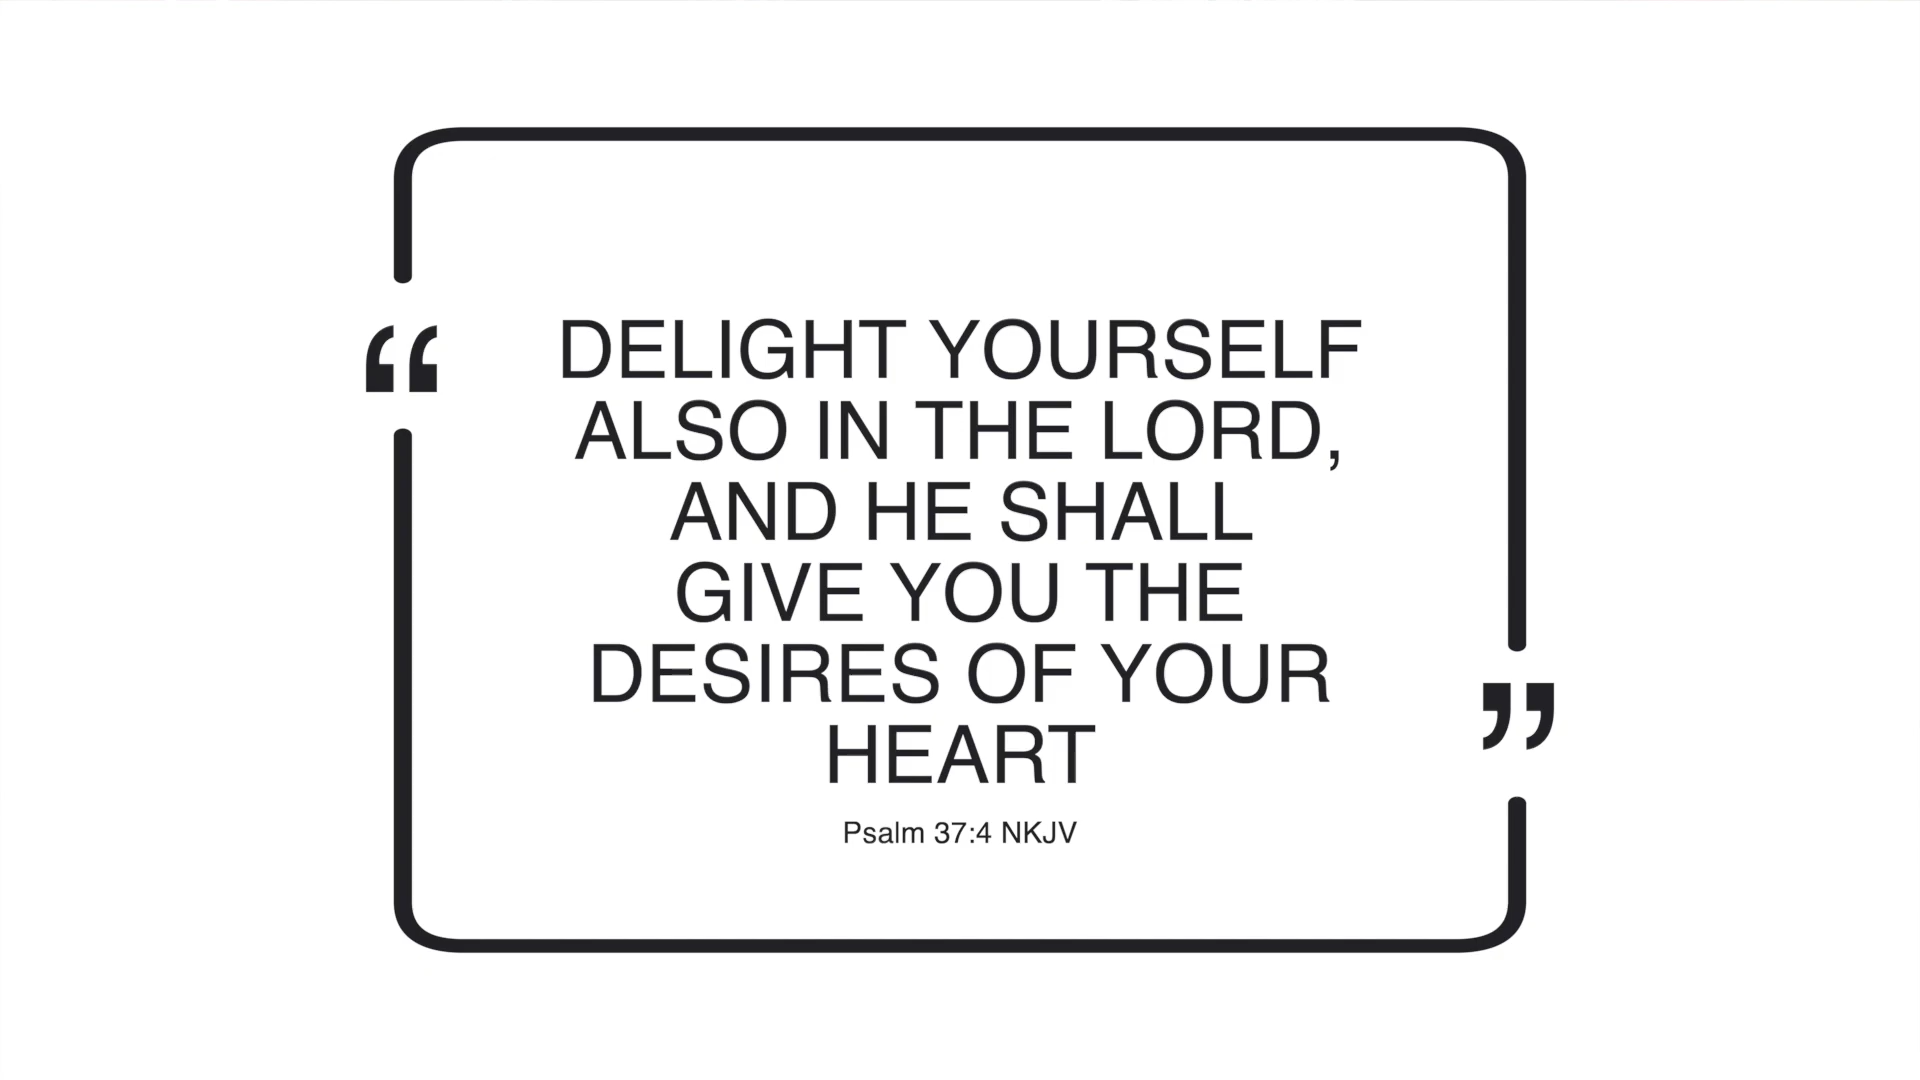 “
DELIGHT YOURSELF
ALSO IN THE LORD,
AND HE SHALL
GIVE YOU THE
DESIRES OF YOUR
HEART
”
Psalm 37:4 NKJV